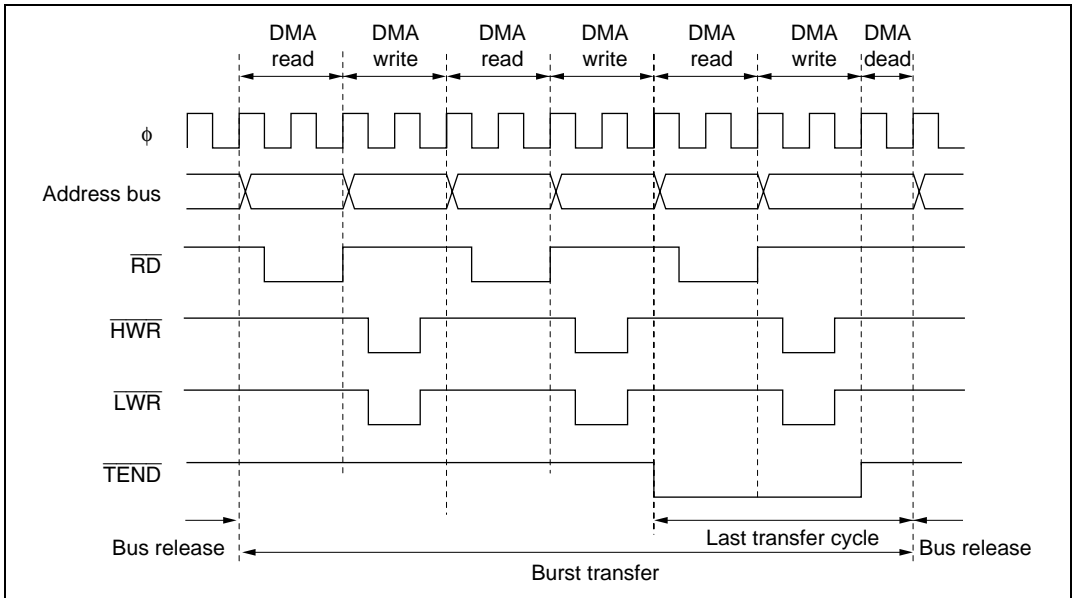 DMA read
DMA write
DMA read
DMA write
DMA read
DMA write
DMA dead
ϕ
Address bus
RD
HWR
LWR
TEND
Last transfer cycle
Bus release
Bus release
Burst transfer